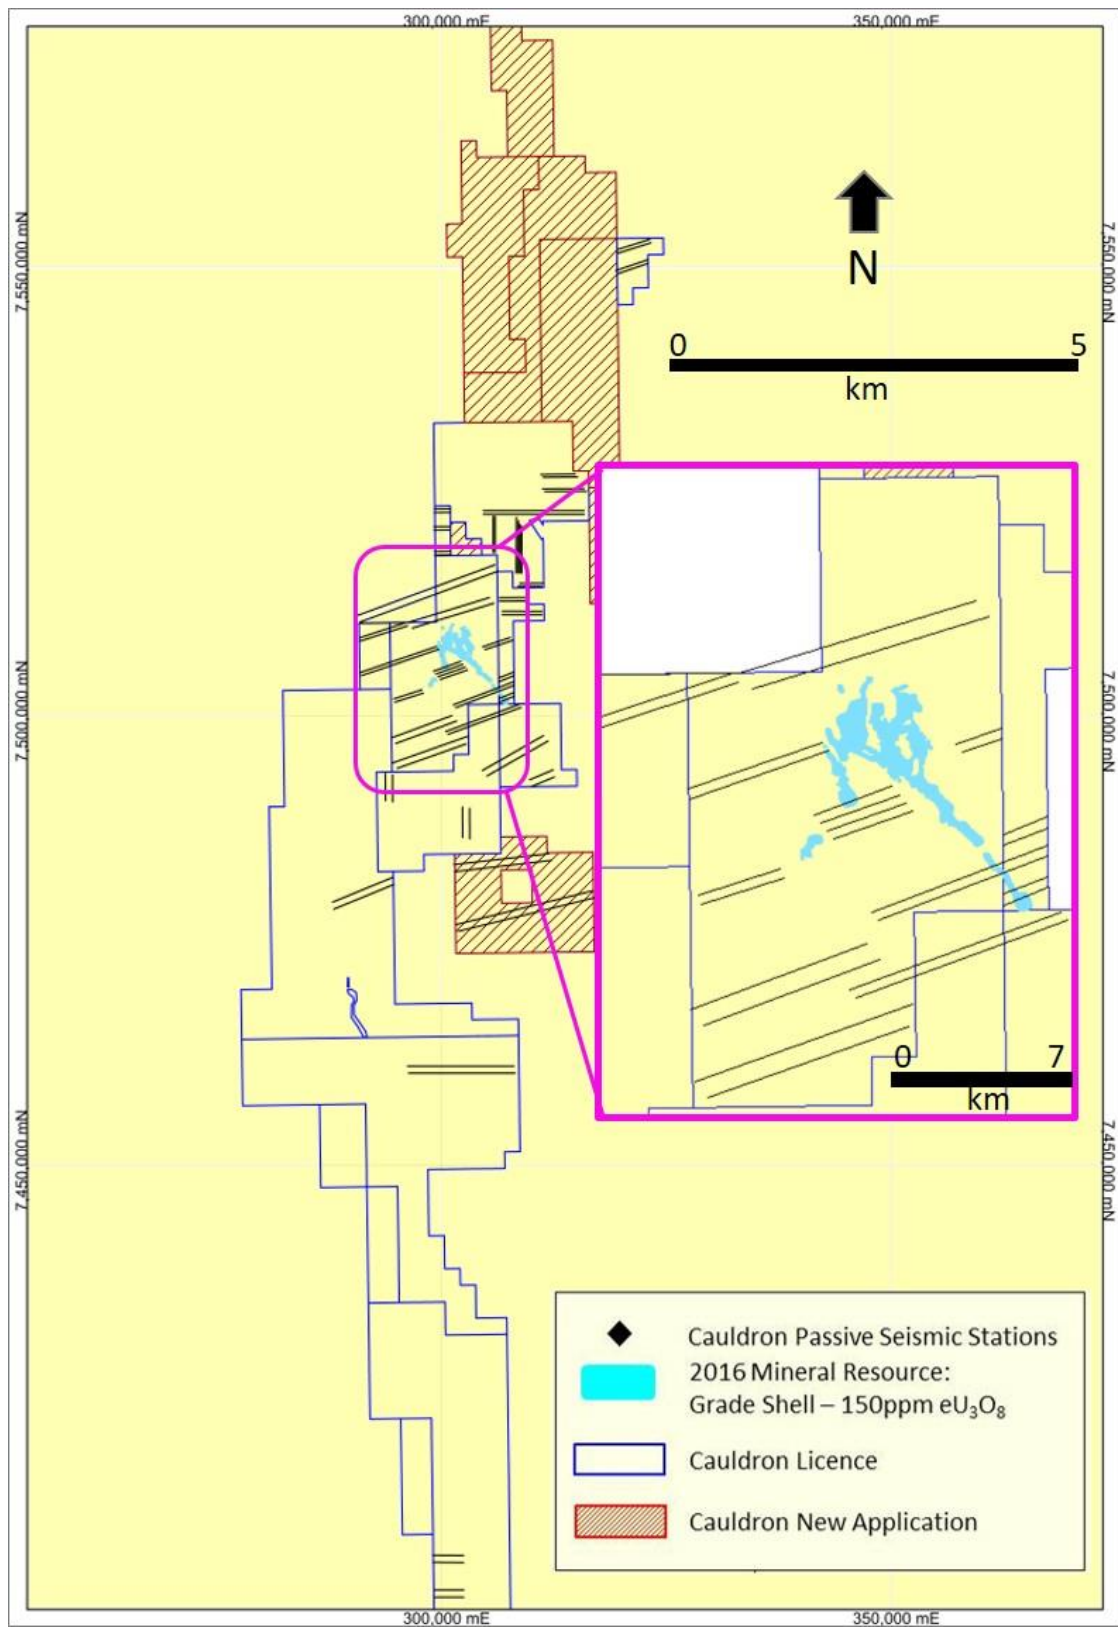 300,000 mE
350,000 mE
7,550,000 mN
7,550,000 mN
N
0
5
km
7,500,000 mN
7,500,000 mN
0
7
km
7,450,000 mN
7,450,000 mN
Cauldron Passive Seismic Stations
2016 Mineral Resource:
Grade Shell – 150ppm eU₃O₈
Cauldron Licence
Cauldron New Application
300,000 mE
350,000 mE